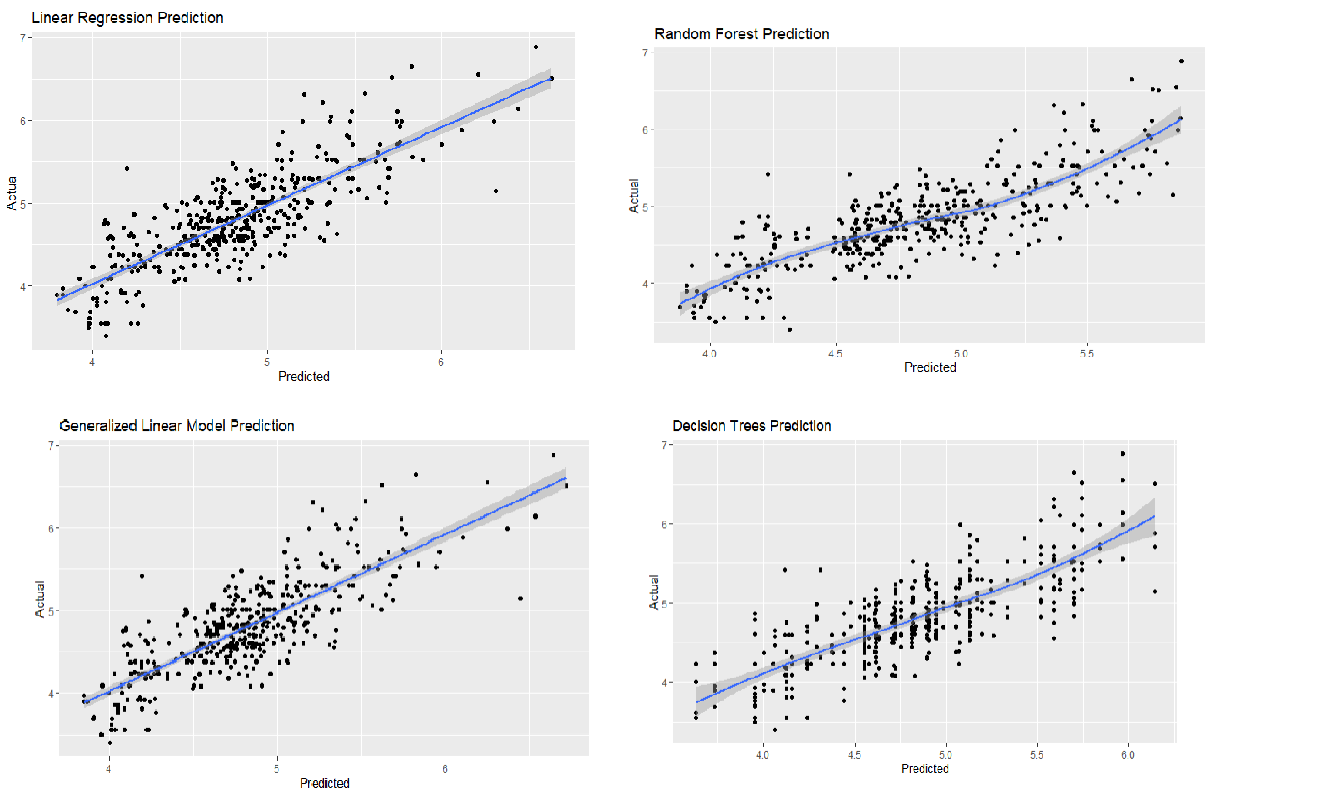 Linear Regression Prediction
7
6
5
4
Actua
4
5
6
Predicted
Random Forest Prediction
7
6
5
4
Actual
4.0
4.5
5.0
5.5
Predicted
Generalized Linear Model Prediction
7
6
5
4
Actual
4
5
6
Predicted
Decision Trees Prediction
7
6
5
4
Actual
4.0
4.5
5.0
5.5
6.0
Predicted